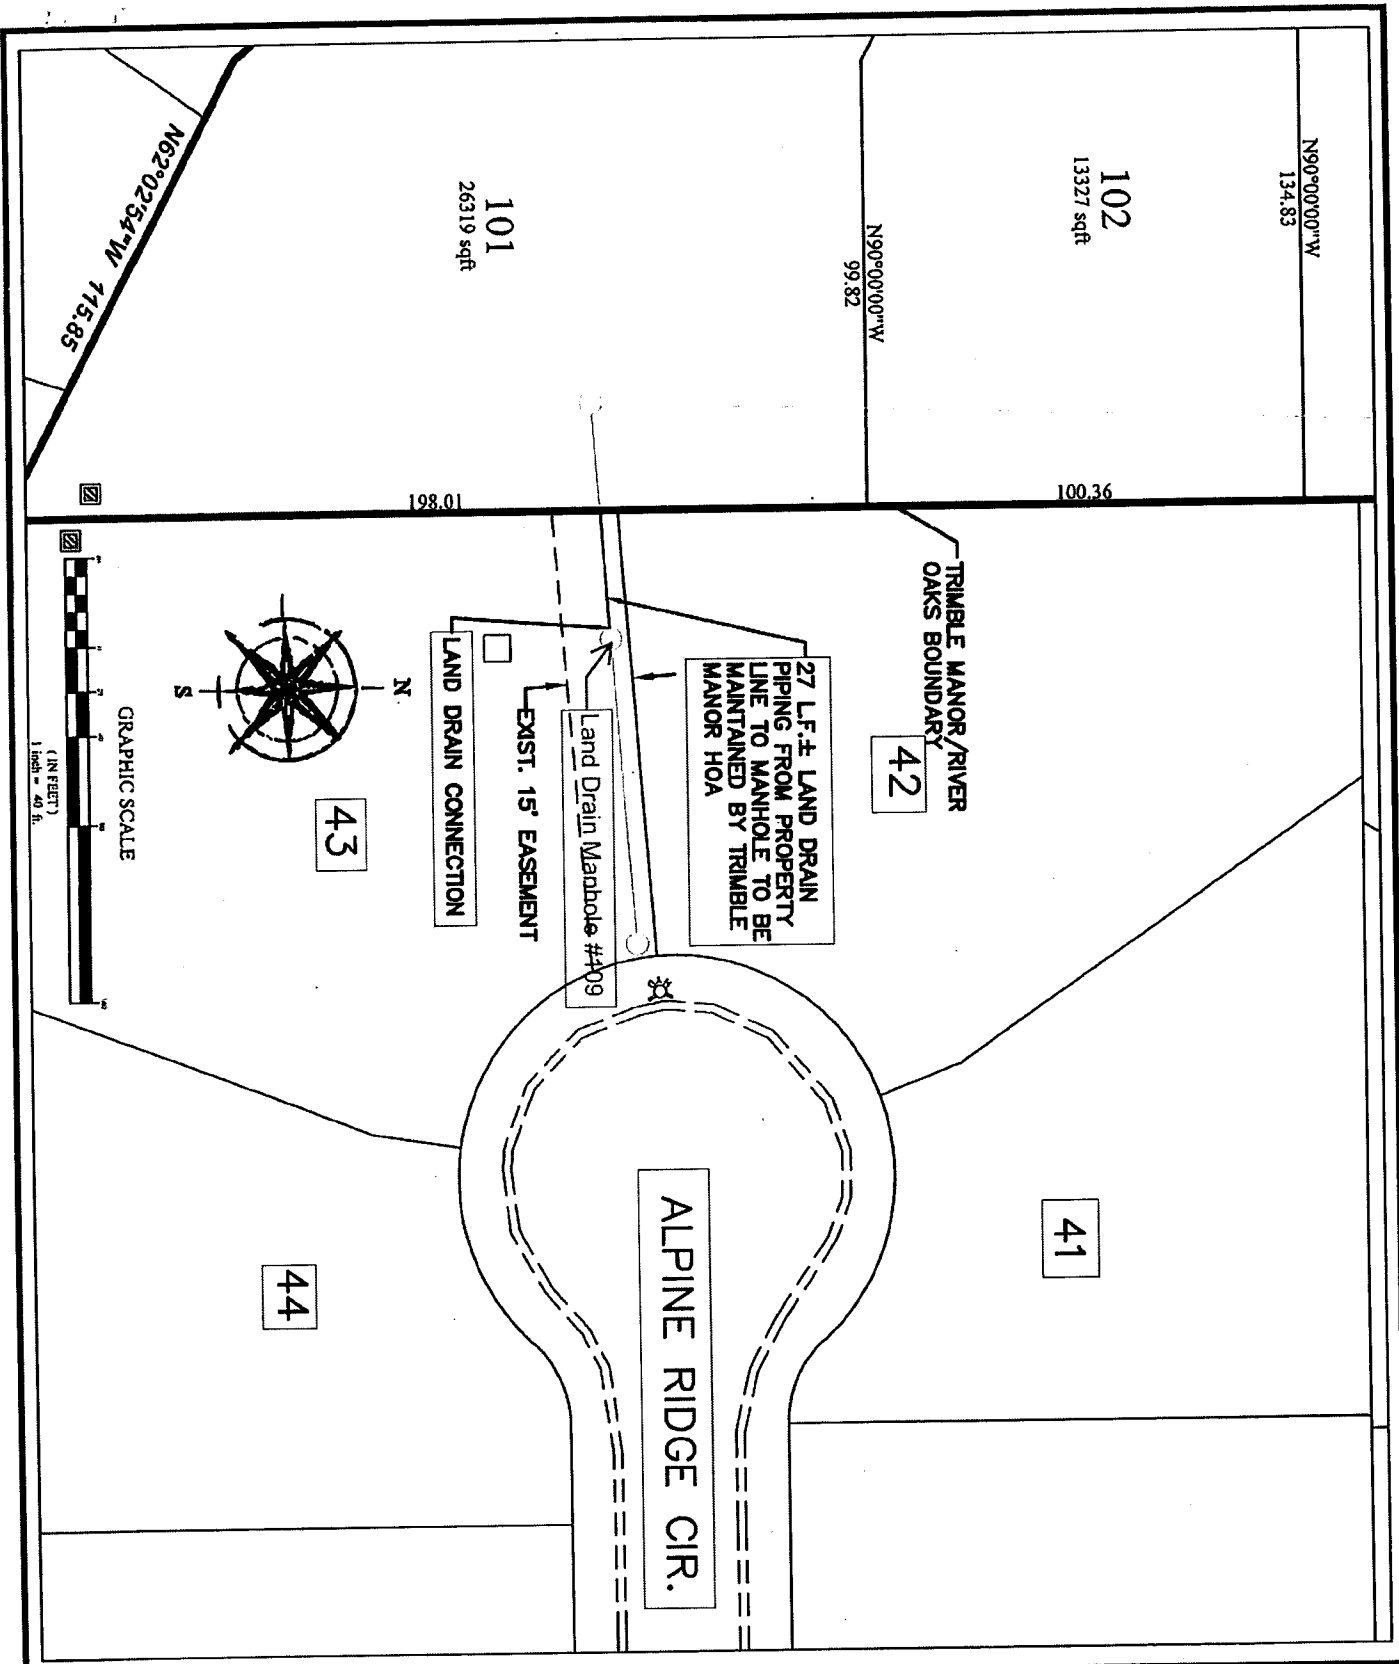 N90°00'00"W
134.83
102
13327 sqft
N90°00'00"W
99.82
101
26319 sqft
N62°02'54"W 115.85
100.36
198.01
TRIMBLE MANOR/RIVER
OAKS BOUNDARY
42
27 L.F.± LAND DRAIN
PIPING FROM PROPERTY
LINE TO MANHOLE TO BE
MAINTAINED BY TRIMBLE
MANOR HOA
Land Drain Manhole #109
EXIST. 15' EASEMENT
LAND DRAIN CONNECTION
N
S
43
GRAPHIC SCALE
( IN FEET )
1 inch = 40 ft.
41
ALPINE RIDGE CIR.
44